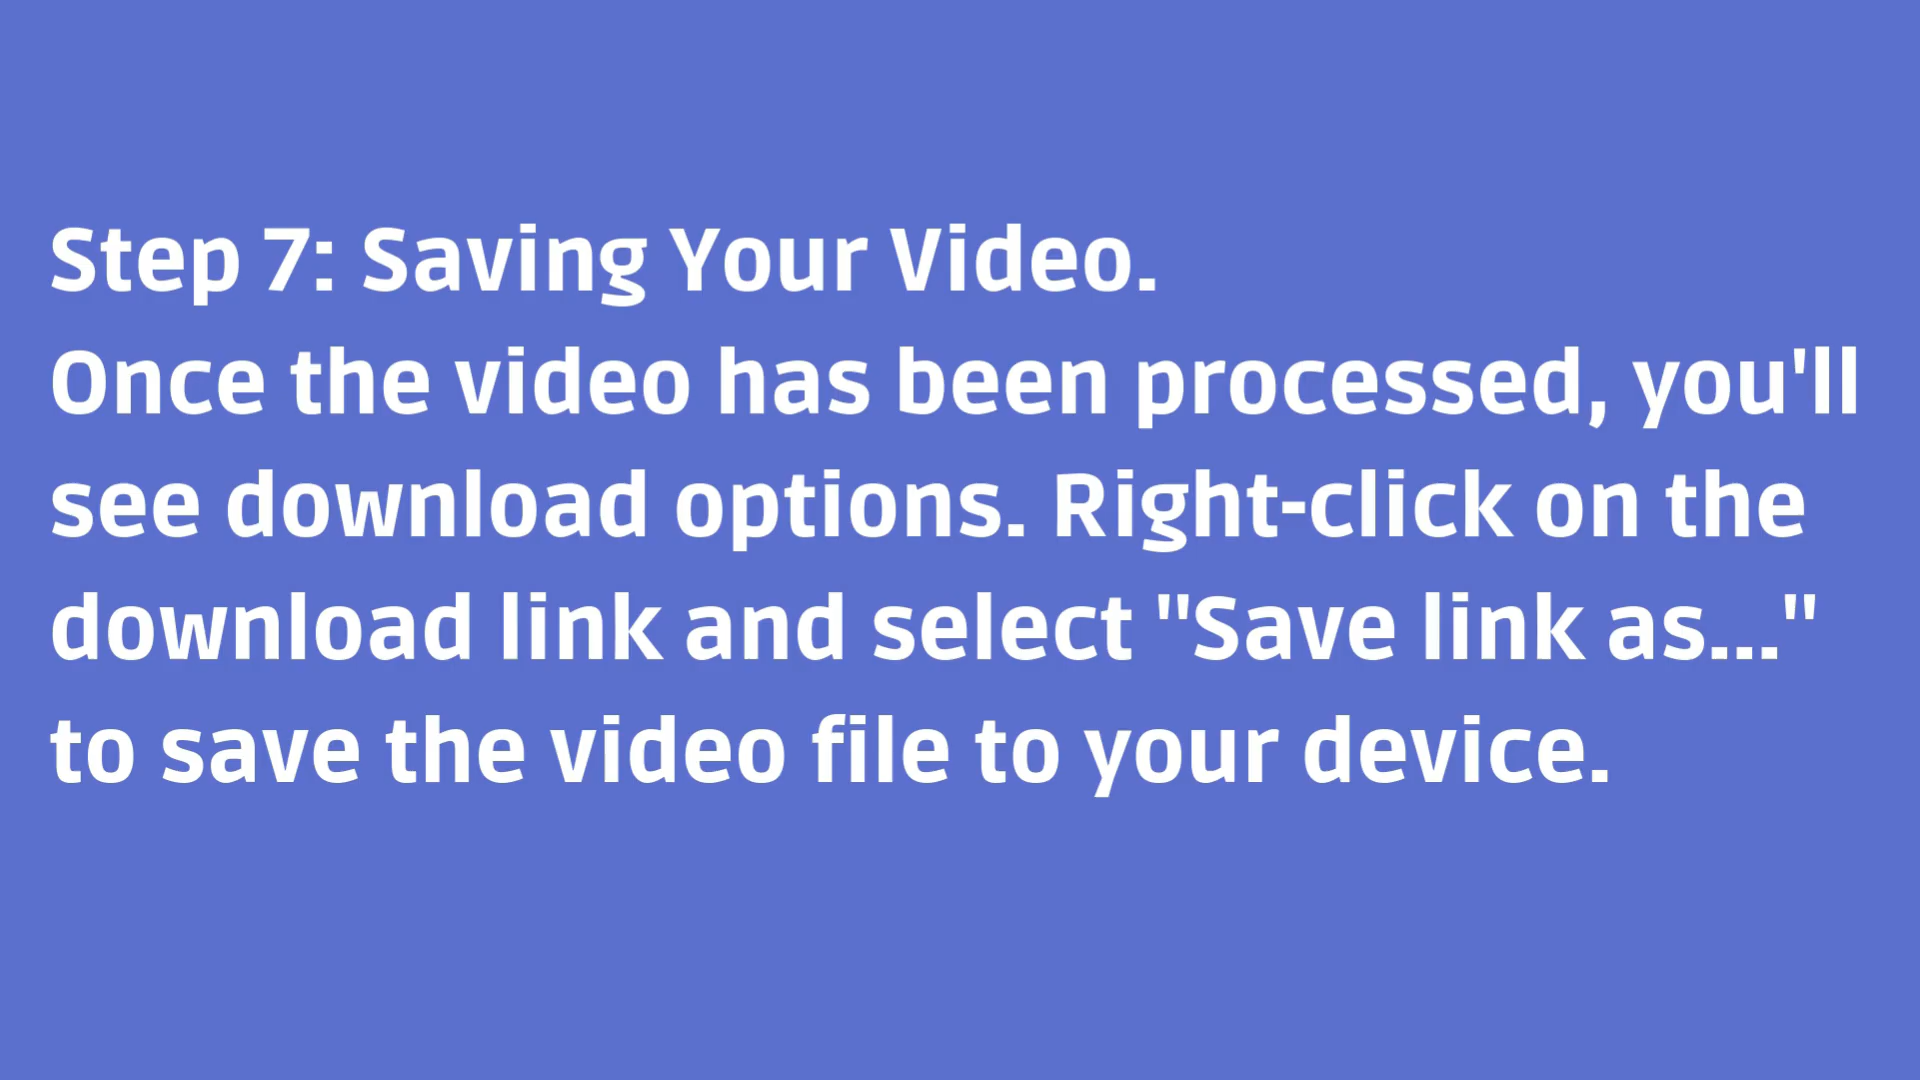 Step 7: Saving Your Video.
Once the video has been processed, you'll
see download options. Right-click on the
download link and select "Save link as..."
to save the video file to your device.